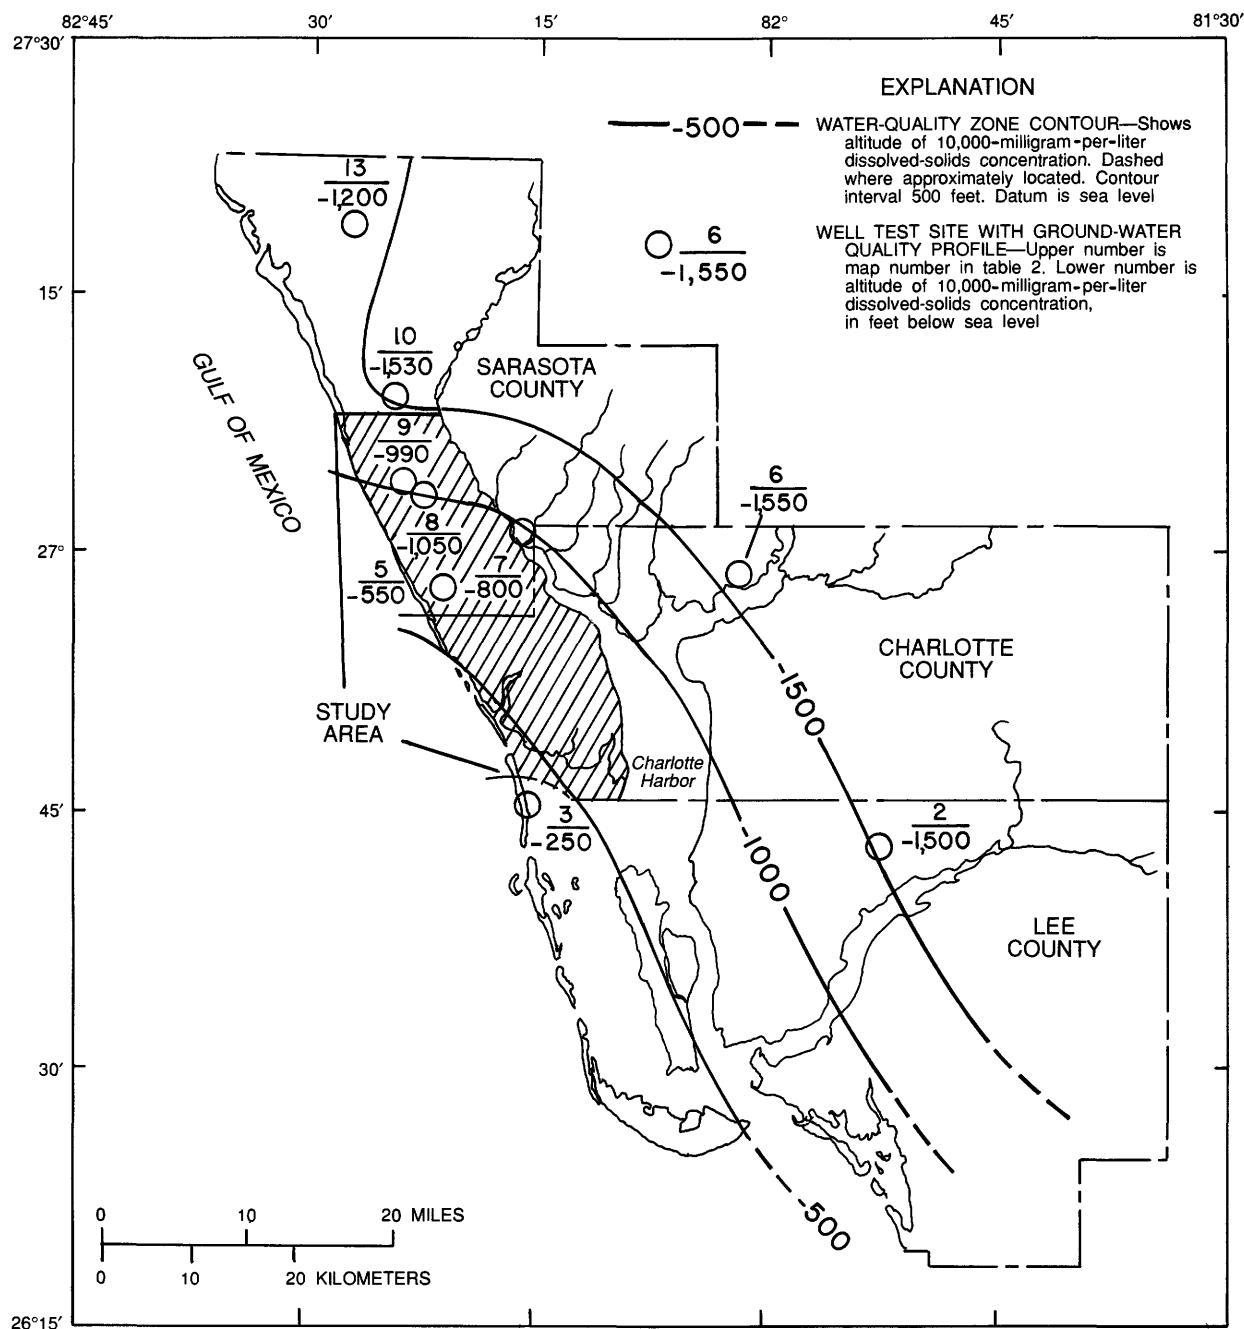 82°45′ 30′ 15′ 82° 45′ 81°30′
27°30′
EXPLANATION
-500
WATER-QUALITY ZONE CONTOUR—Shows
altitude of 10,000-milligram-per-liter
dissolved-solids concentration. Dashed
where approximately located. Contour
interval 500 feet. Datum is sea level
6
-1,550
WELL TEST SITE WITH GROUND-WATER
QUALITY PROFILE—Upper number is
map number in table 2. Lower number is
altitude of 10,000-milligram-per-liter
dissolved-solids concentration,
in feet below sea level
13
-1,200
15′
10
-1,530
SARASOTA
COUNTY
GULF OF MEXICO
9
-990
6
-1550
8
-1,050
27°
5
-550
7
-800
CHARLOTTE
COUNTY
-1500
STUDY
AREA
Charlotte
Harbor
45′
3
-250
2
-1,500
-1000
LEE
COUNTY
30′
-500
0 10 20 MILES
0 10 20 KILOMETERS
26°15′